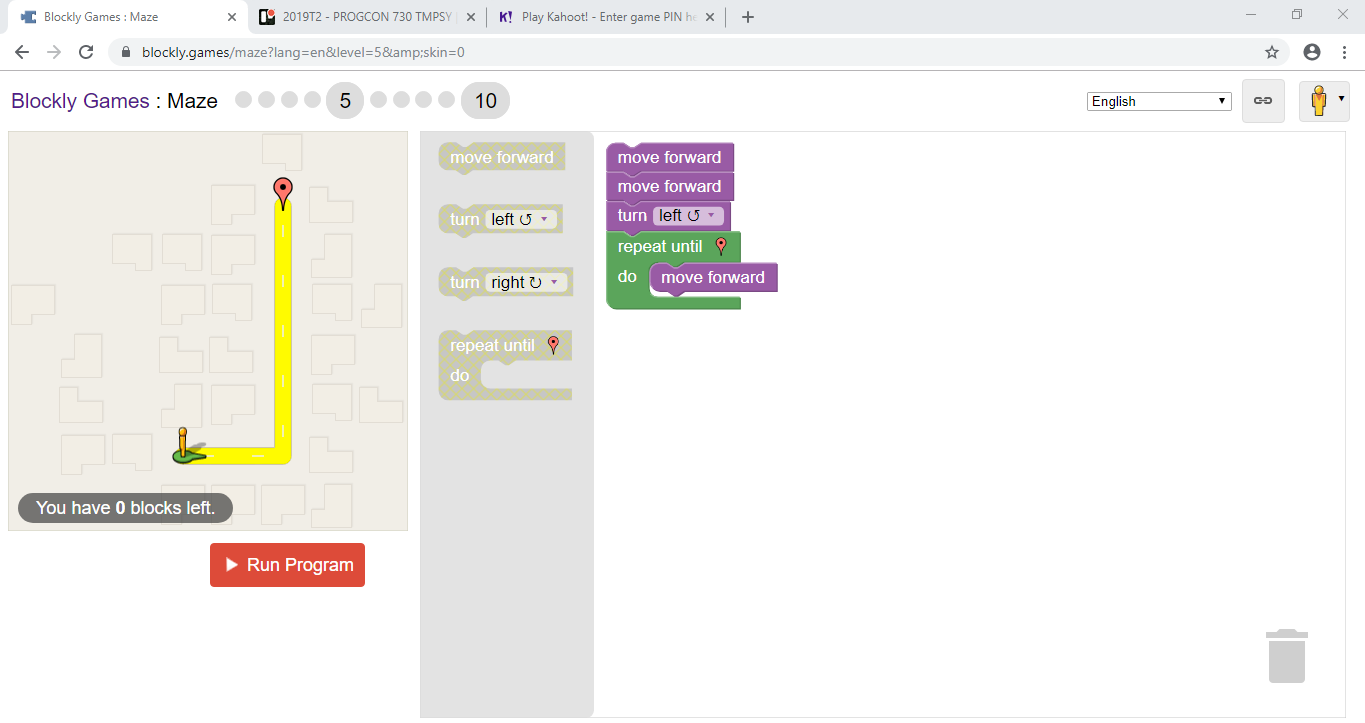 Blockly Games : Maze
2019T2 - PROGCON 730 TMPSY
K! Play Kahoot! - Enter game PIN he
blockly.games/maze?lang=en&level=5&amp;skin=0
Blockly Games : Maze 5 10
English
move forward
turn left ↺
turn right ↻
repeat until
do
move forward
move forward
turn left ↺
repeat until
do move forward
You have 0 blocks left.
Run Program